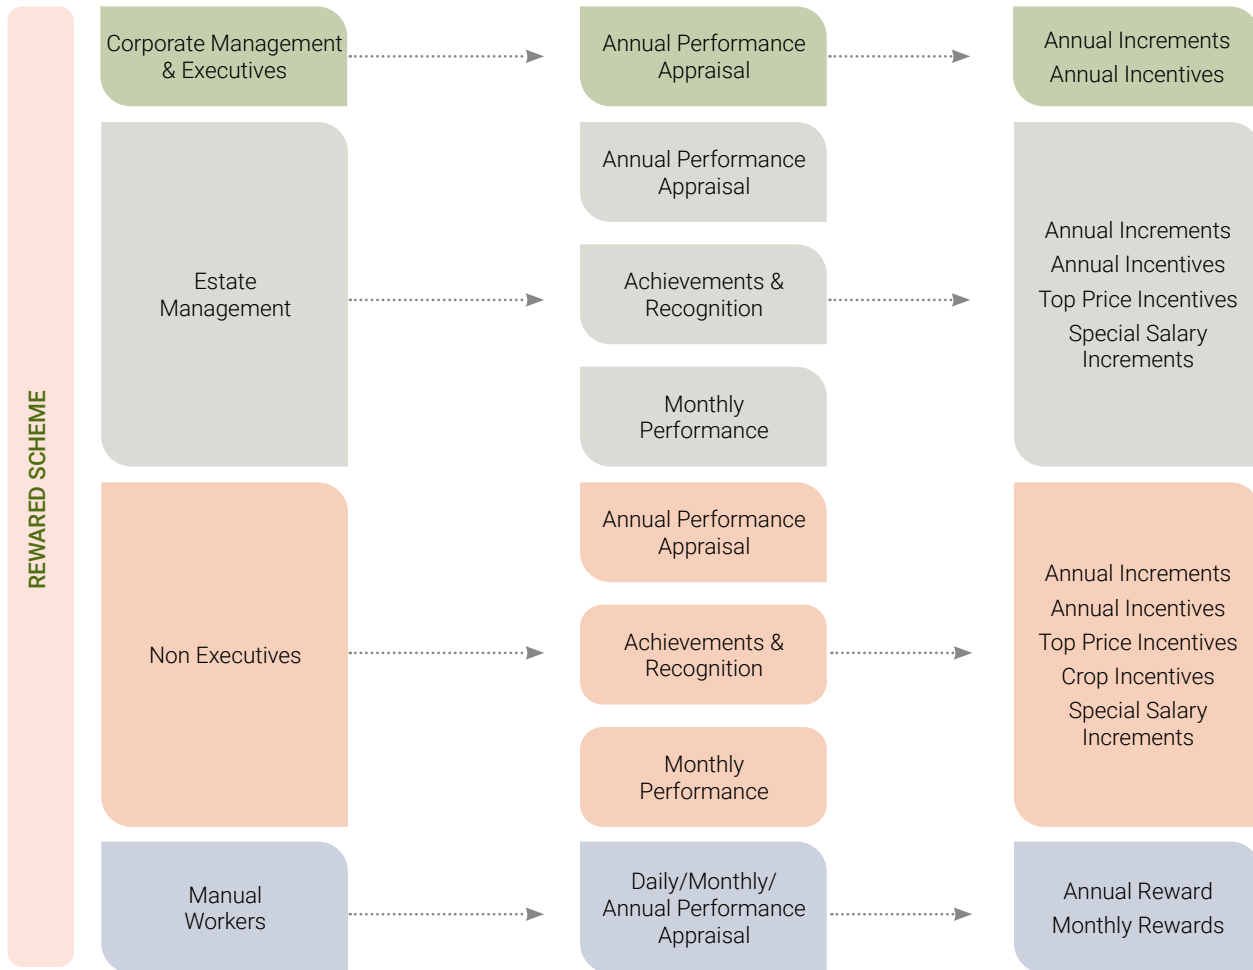 REWARED SCHEME
Corporate Management
& Executives
Annual Performance
Appraisal
Annual Increments
Annual Incentives
Estate
Management
Annual Performance
Appraisal
Achievements &
Recognition
Monthly
Performance
Annual Increments
Annual Incentives
Top Price Incentives
Special Salary
Increments
Non Executives
Annual Performance
Appraisal
Achievements &
Recognition
Monthly
Performance
Annual Increments
Annual Incentives
Top Price Incentives
Crop Incentives
Special Salary
Increments
Manual
Workers
Daily/Monthly/
Annual Performance
Appraisal
Annual Reward
Monthly Rewards